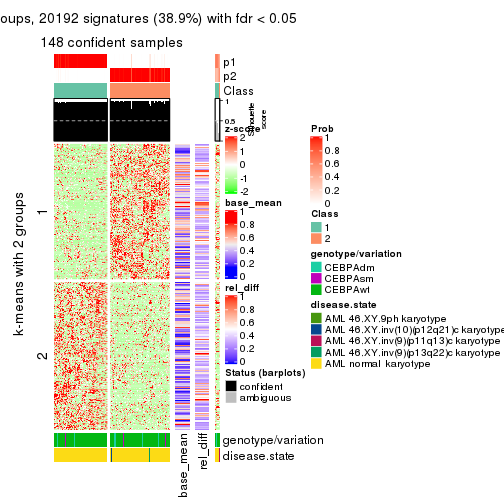 oups, 20192 signatures (38.9%) with fdr < 0.05
148 confident samples
p1
p2
Class
1
0.5
0
Silhouette
score
k-means with 2 groups
1
2
z-score
2
1
0
-1
-2
base_mean
1
0.8
0.6
0.4
0.2
0
rel_diff
1
0.8
0.6
0.4
0.2
0
Status (barplots)
confident
ambiguous
Prob
1
0.8
0.6
0.4
0.2
0
Class
1
2
genotype/variation
CEBPAdm
CEBPAsm
CEBPAwt
disease.state
AML 46.XY.9ph karyotype
AML 46.XY.inv(10)(p12q21)c karyotype
AML 46.XY.inv(9)(p11q13)c karyotype
AML 46.XY.inv(9)(p13q22)c karyotype
AML normal karyotype
genotype/variation
disease.state
base_mean
rel_diff